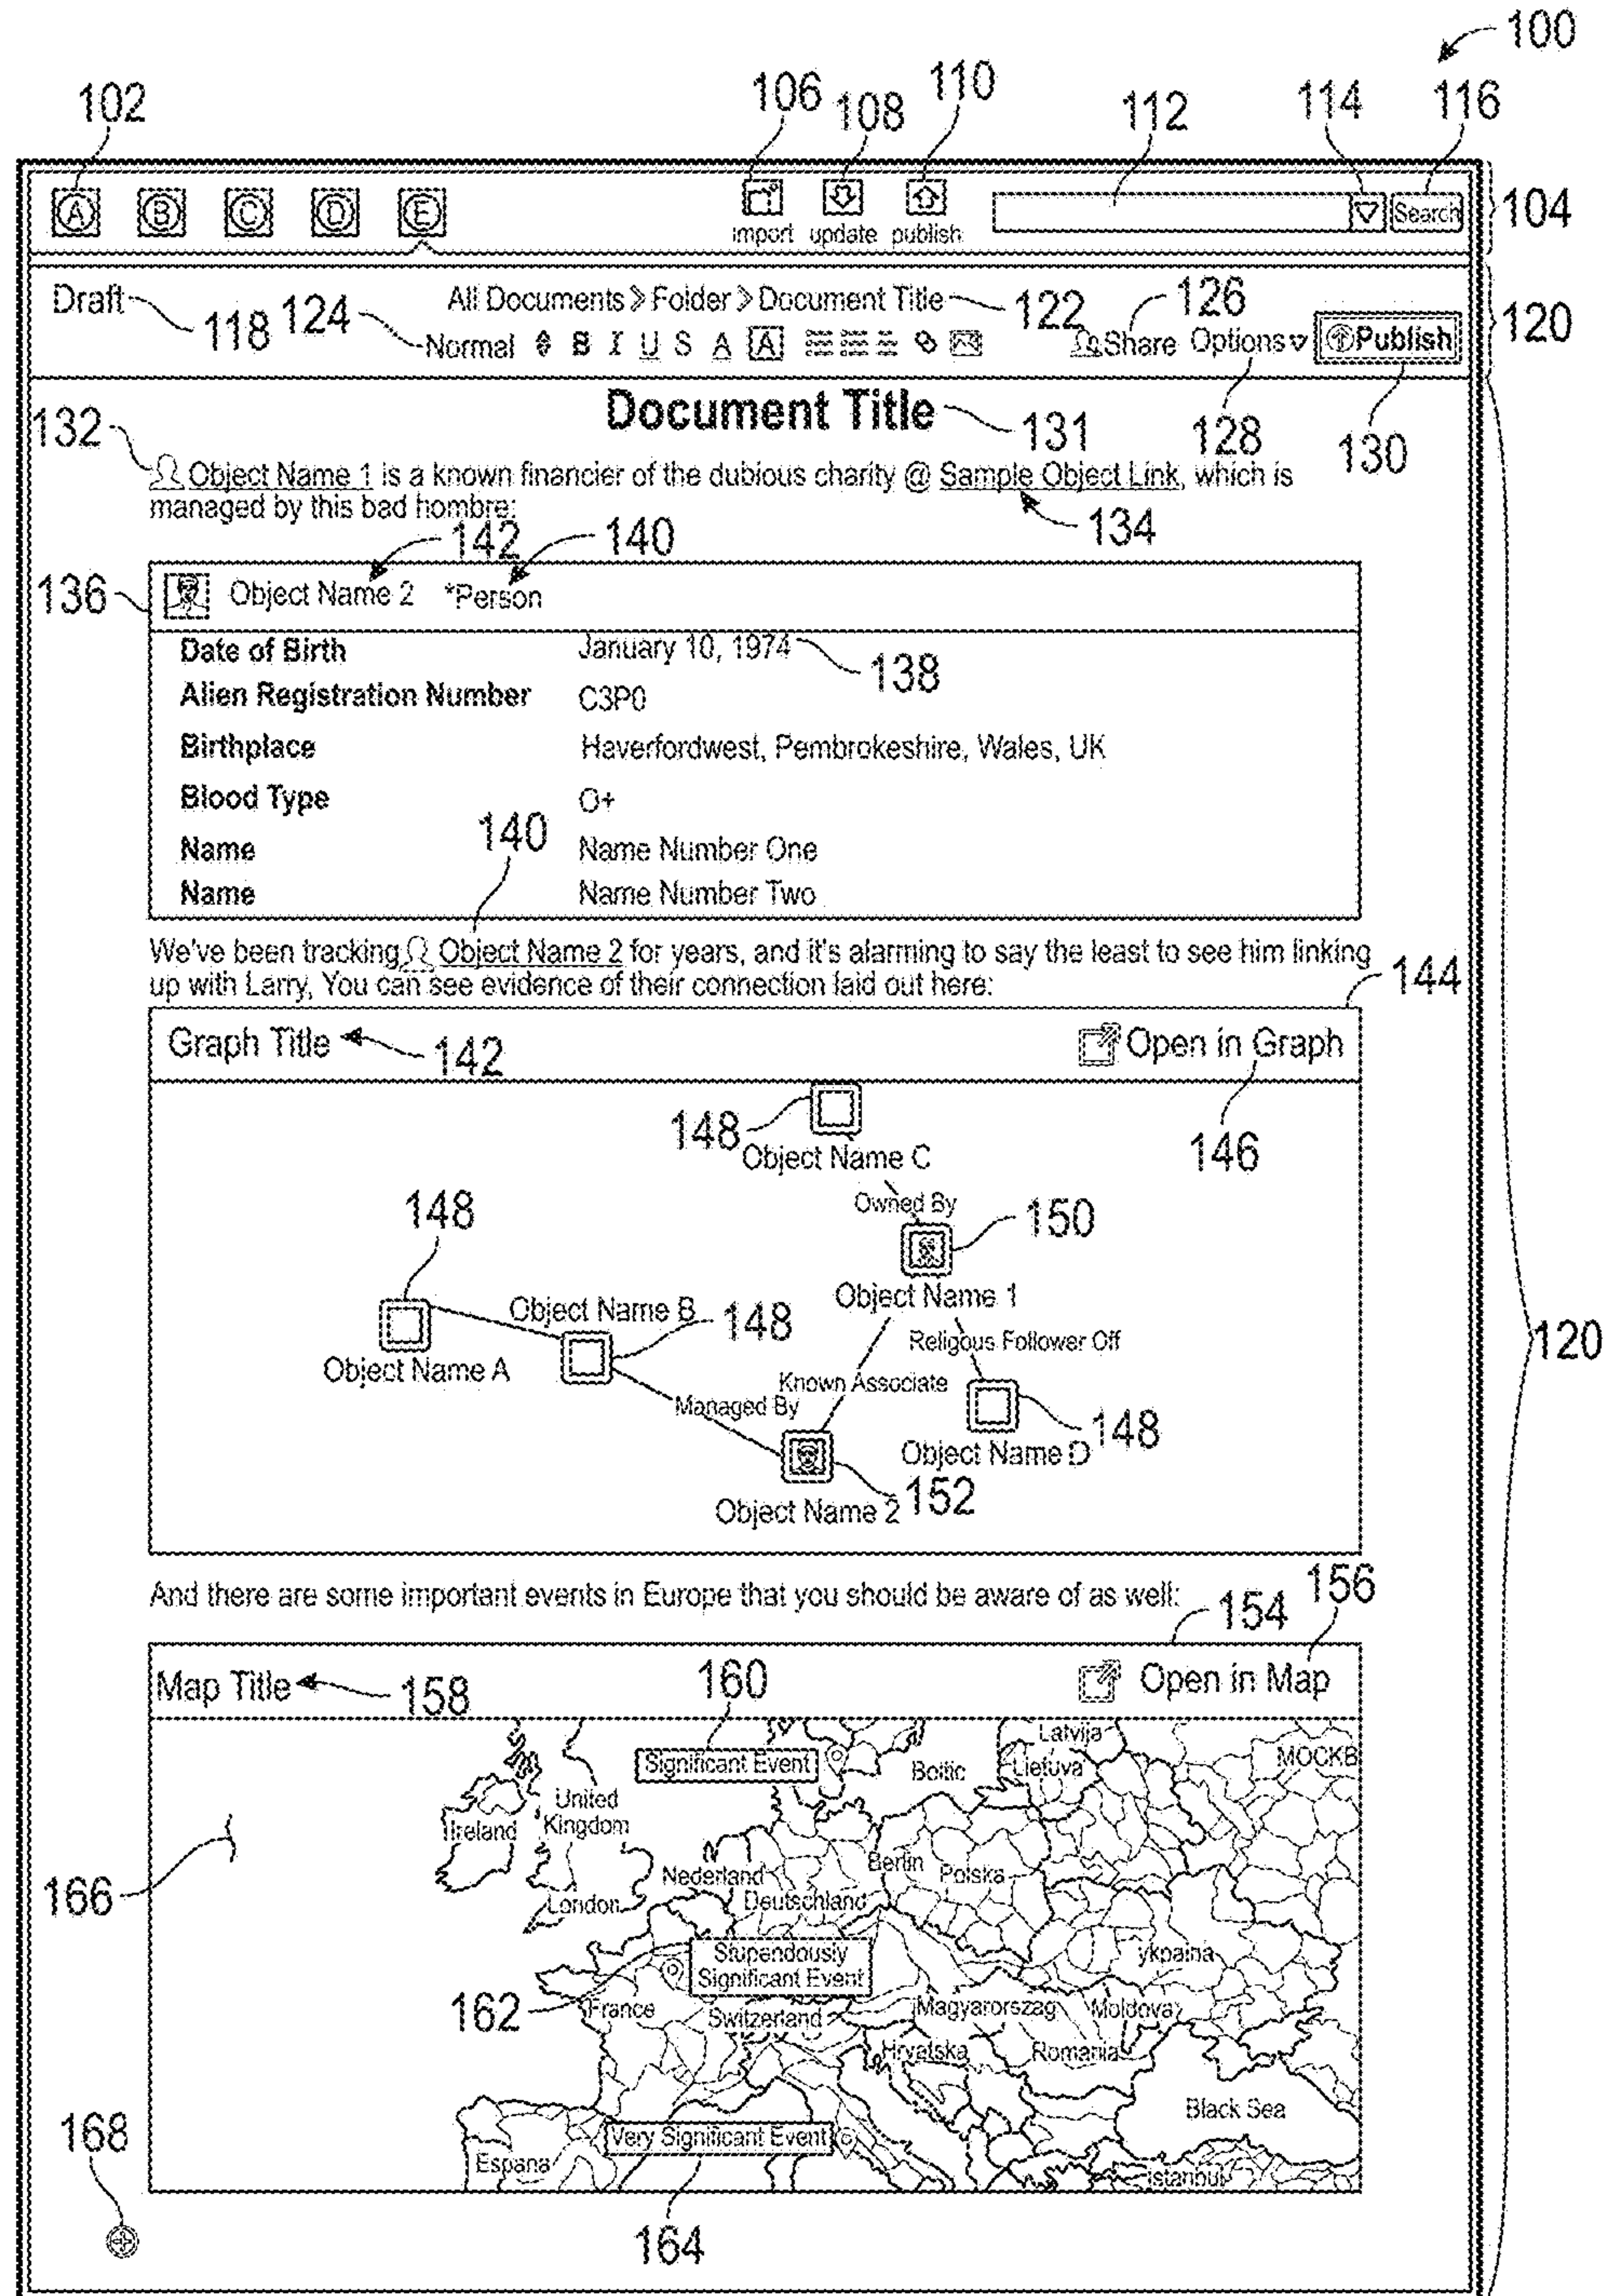 100
102 106 108 110 112 114 116
A B C D E
import update publish
Search
104
Draft
118
124
All Documents > Folder > Document Title
122
126
Normal B I U S A A
Share Options Publish
120
128
130
Document Title
131
132
Object Name 1 is a known financier of the dubious charity @ Sample Object Link, which is
managed by this bad hombre:
134
142 140
136
Object Name 2 *Person
Date of Birth January 10, 1974
138
Alien Registration Number C3P0
Birthplace Haverfordwest, Pembrokeshire, Wales, UK
Blood Type O+
140
Name Name Number One
Name Name Number Two
We've been tracking Object Name 2 for years, and it's alarming to say the least to see him linking
up with Larry, You can see evidence of their connection laid out here:
144
Graph Title
142
Open in Graph
146
148
Object Name C
Owned By
148
150
Object Name 1
Object Name B
148
Religous Follower Off
120
Object Name A
Known Associate
Managed By
148
Object Name D
152
Object Name 2
And there are some important events in Europe that you should be aware of as well:
154
156
Map Title
158
160
Open in Map
Latvija
Significant Event
Boltic
Lietuva
МОСКВ
United
Kingdom
Ireland
166
Nederland
Berlin
Polska
London
Deutschland
Stupendously
Significant Event
україна
162
France
Switzerland
Magyarorszag
Moldova
Hrvatska
Romania
Black Sea
168
Very Significant Event
Espana
istanbul
164